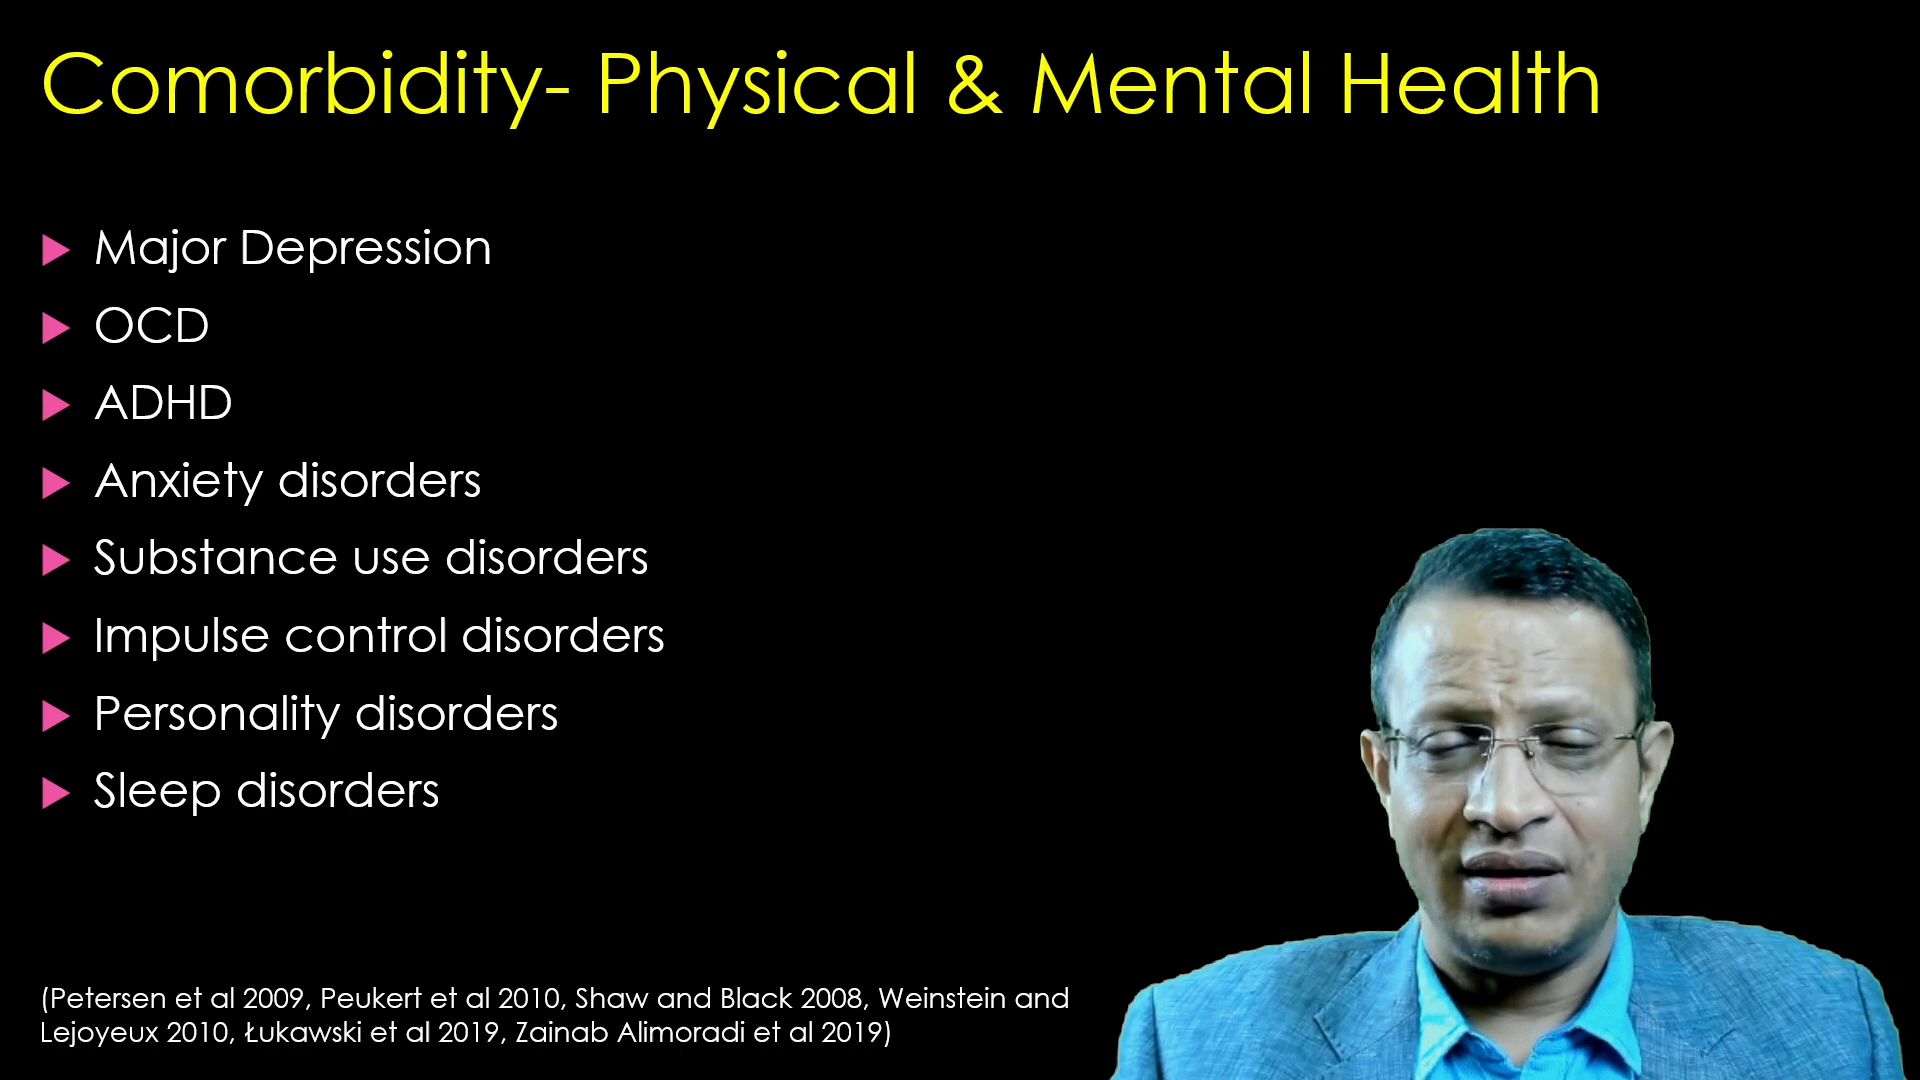 Comorbidity- Physical & Mental Health
Major Depression
OCD
ADHD
Anxiety disorders
Substance use disorders
Impulse control disorders
Personality disorders
Sleep disorders
(Petersen et al 2009, Peukert et al 2010, Shaw and Black 2008, Weinstein and
Lejoyeux 2010, Łukawski et al 2019, Zainab Alimoradi et al 2019)